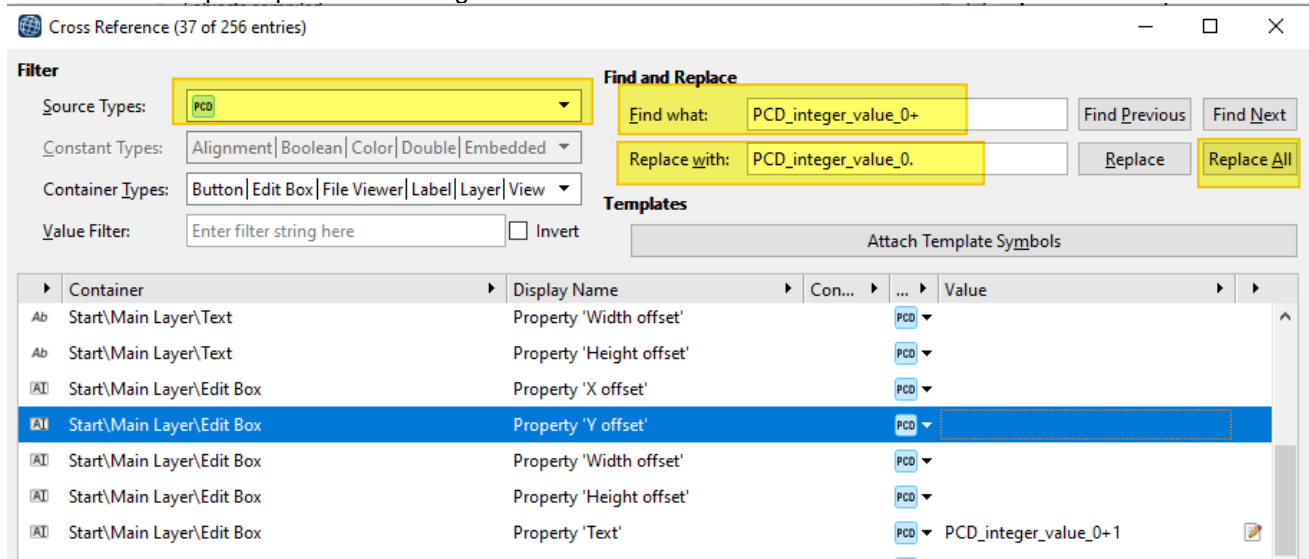 Cross Reference (37 of 256 entries)
Filter
Source Types: PCD
Constant Types: Alignment|Boolean|Color|Double|Embedded
Container Types: Button|Edit Box|File Viewer|Label|Layer|View
Value Filter: Enter filter string here Invert
Find and Replace
Find what: PCD_integer_value_0+ Find Previous Find Next
Replace with: PCD_integer_value_0. Replace Replace All
Templates
Attach Template Symbols
Container Display Name Con... ... Value
Ab Start\Main Layer\Text Property 'Width offset' PCD
Ab Start\Main Layer\Text Property 'Height offset' PCD
AI Start\Main Layer\Edit Box Property 'X offset' PCD
AI Start\Main Layer\Edit Box Property 'Y offset' PCD
AI Start\Main Layer\Edit Box Property 'Width offset' PCD
AI Start\Main Layer\Edit Box Property 'Height offset' PCD
AI Start\Main Layer\Edit Box Property 'Text' PCD PCD_integer_value_0+1